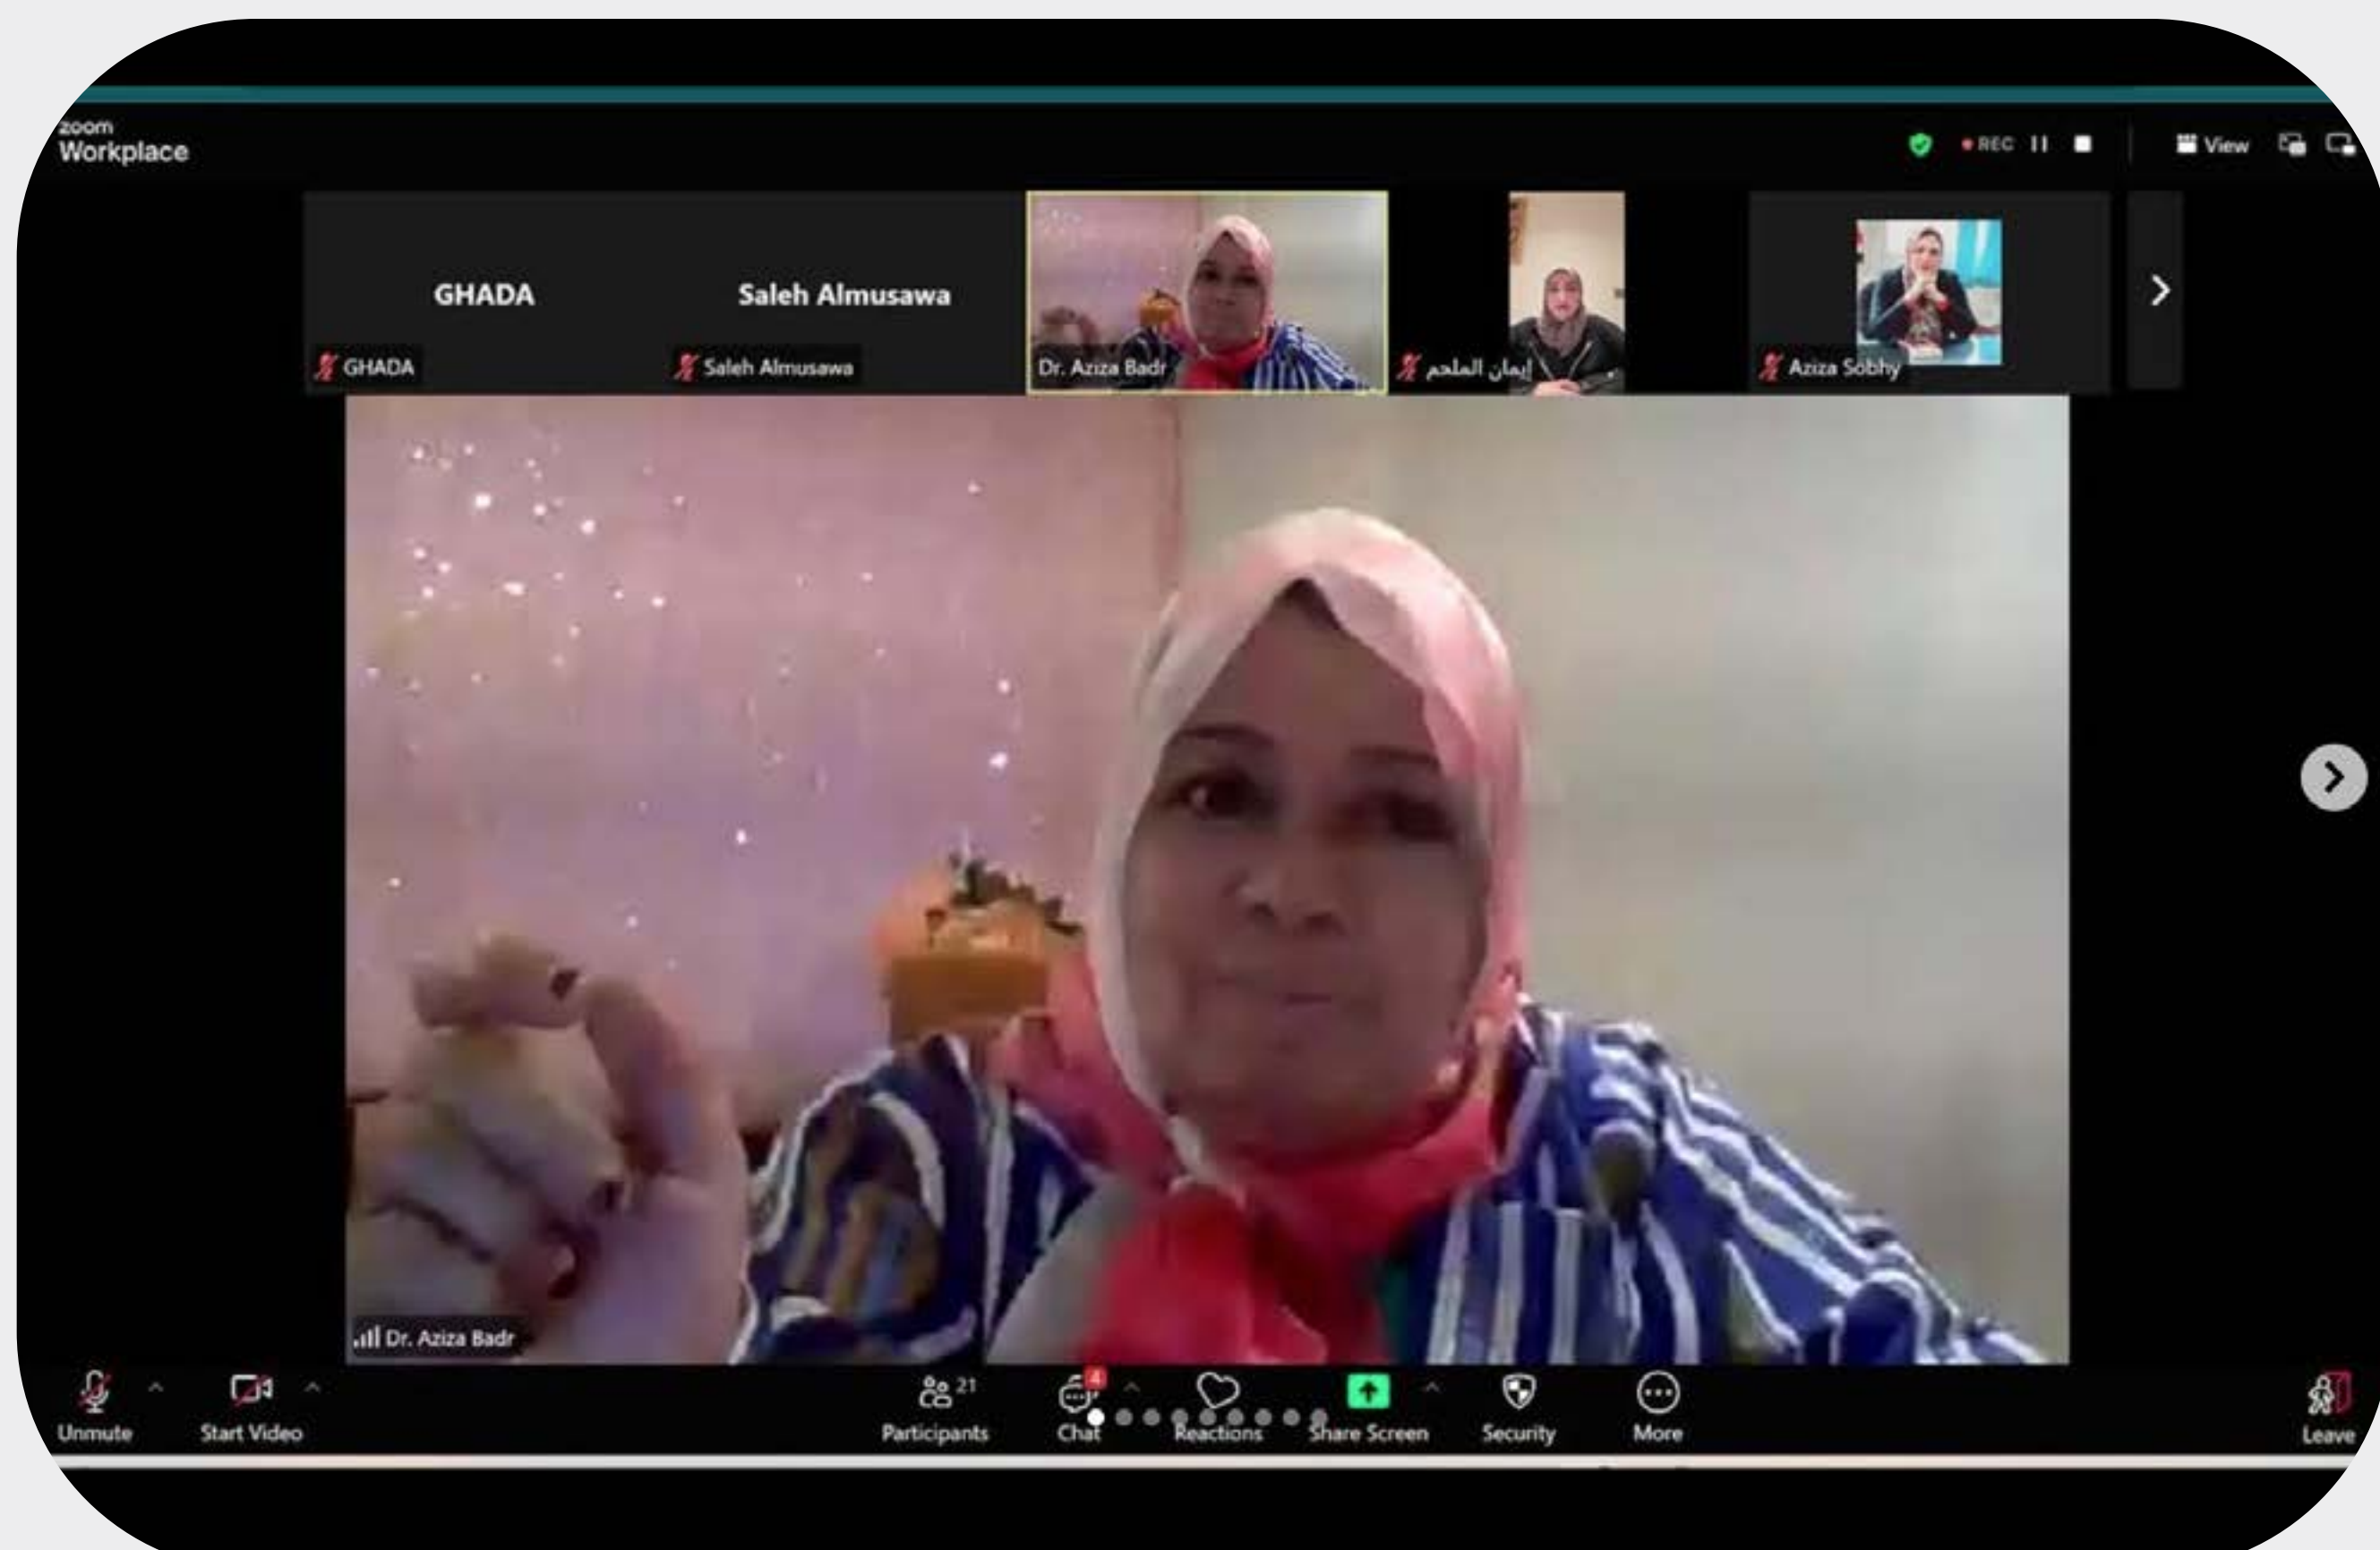 zoom
Workplace
REC
View
GHADA
Saleh Almusawa
GHADA
Saleh Almusawa
Dr. Aziza Badr
إيمان الملحم
Aziza Sobhy
Dr. Aziza Badr
21
4
Unmute
Start Video
Participants
Chat
Reactions
Share Screen
Security
More
Leave